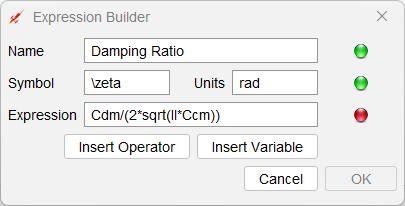 Expression Builder
Name Damping Ratio
Symbol \zeta Units rad
Expression Cdm/(2*sqrt(Il*Ccm))
Insert Operator Insert Variable
Cancel OK